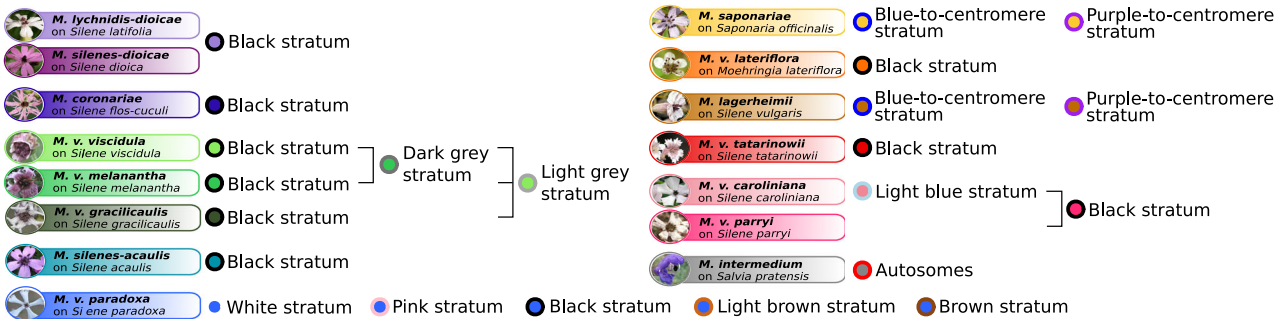 M. lychnidis-dioicae
on Silene latifolia
M. silenes-dioicae
on Silene dioica
Black stratum
M. coronariae
on Silene flos-cuculi
Black stratum
M. v. viscidula
on Silene viscidula
Black stratum
M. v. melanantha
on Silene melanantha
Black stratum
Dark grey
stratum
Light grey
stratum
M. v. gracilicaulis
on Silene gracilicaulis
Black stratum
M. silenes-acaulis
on Silene acaulis
Black stratum
M. v. paradoxa
on Si ene paradoxa
White stratum
Pink stratum
Black stratum
Light brown stratum
Brown stratum
M. saponariae
on Saponaria officinalis
Blue-to-centromere
stratum
Purple-to-centromere
stratum
M. v. lateriflora
on Moehringia lateriflora
Black stratum
M. lagerheimii
on Silene vulgaris
Blue-to-centromere
stratum
Purple-to-centromere
stratum
M. v. tatarinowii
on Silene tatarinowii
Black stratum
M. v. caroliniana
on Silene caroliniana
Light blue stratum
M. v. parryi
on Silene parryi
Black stratum
M. intermedium
on Salvia pratensis
Autosomes